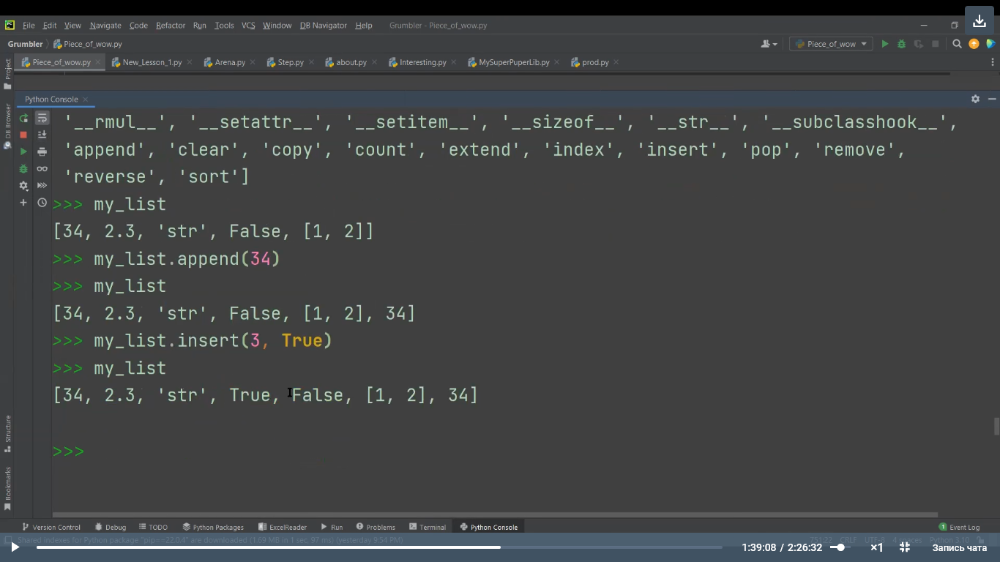 File Edit View Navigate Code Refactor Run Tools VCS Window DB Navigator Help Grumbler - Piece_of_wow.py
Grumbler Piece_of_wow.py Piece_of_wow
Piece_of_wow.py New_Lesson_1.py Arena.py Step.py about.py Interesting.py MySuperPuperLib.py prod.py
Project
DB Browser
Python Console
'__rmul__', '__setattr__', '__setitem__', '__sizeof__', '__str__', '__subclasshook__',
'append', 'clear', 'copy', 'count', 'extend', 'index', 'insert', 'pop', 'remove',
'reverse', 'sort']
>>> my_list
[34, 2.3, 'str', False, [1, 2]]
>>> my_list.append(34)
>>> my_list
[34, 2.3, 'str', False, [1, 2], 34]
>>> my_list.insert(3, True)
>>> my_list
[34, 2.3, 'str', True, False, [1, 2], 34]
>>>
Structure
Bookmarks
Version Control Debug TODO Python Packages ExcelReader Run Problems Terminal Python Console 1 Event Log
Shared indexes for Python package "pip==22.0.4" are downloaded (1.69 MB in 1 sec, 97 ms) (yesterday 9:54 PM) 751:22 CRLF UTF-8 4 spaces Python 3.10
1:39:08 / 2:26:32 ×1 Запись чата